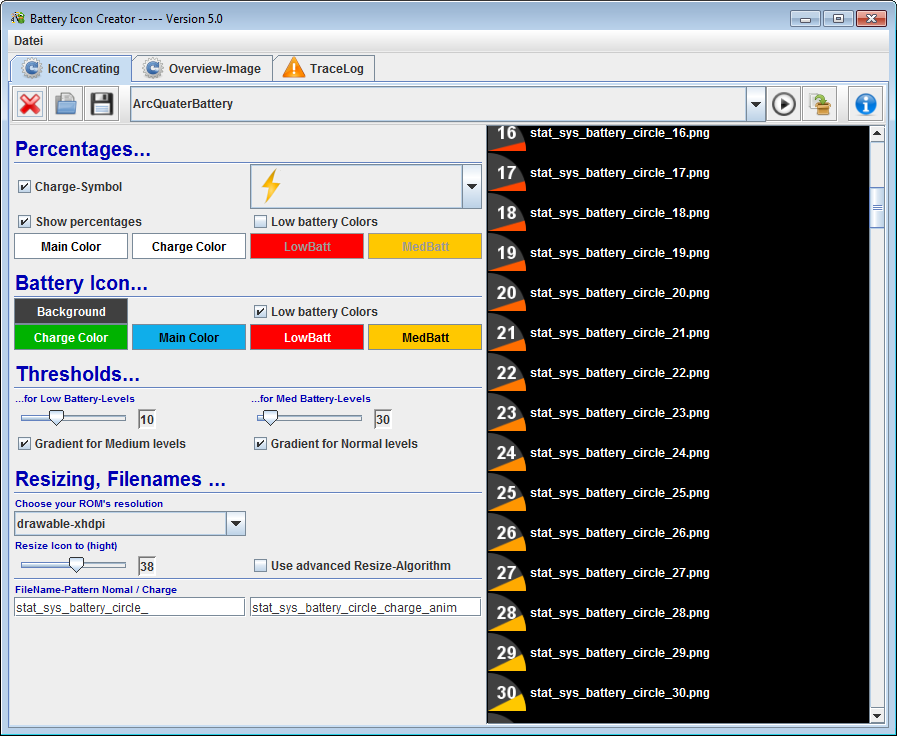 Battery Icon Creator ----- Version 5.0
Datei
IconCreating
Overview-Image
TraceLog
ArcQuaterBattery
Percentages...
Charge-Symbol
Show percentages
Low battery Colors
Main Color
Charge Color
LowBatt
MedBatt
Battery Icon...
Background
Low battery Colors
Charge Color
Main Color
LowBatt
MedBatt
Thresholds...
...for Low Battery-Levels
...for Med Battery-Levels
10
30
Gradient for Medium levels
Gradient for Normal levels
Resizing, Filenames ...
Choose your ROM's resolution
drawable-xhdpi
Resize Icon to (hight)
38
Use advanced Resize-Algorithm
FileName-Pattern Nomal / Charge
stat_sys_battery_circle_
stat_sys_battery_circle_charge_anim
16 stat_sys_battery_circle_16.png
17 stat_sys_battery_circle_17.png
18 stat_sys_battery_circle_18.png
19 stat_sys_battery_circle_19.png
20 stat_sys_battery_circle_20.png
21 stat_sys_battery_circle_21.png
22 stat_sys_battery_circle_22.png
23 stat_sys_battery_circle_23.png
24 stat_sys_battery_circle_24.png
25 stat_sys_battery_circle_25.png
26 stat_sys_battery_circle_26.png
27 stat_sys_battery_circle_27.png
28 stat_sys_battery_circle_28.png
29 stat_sys_battery_circle_29.png
30 stat_sys_battery_circle_30.png